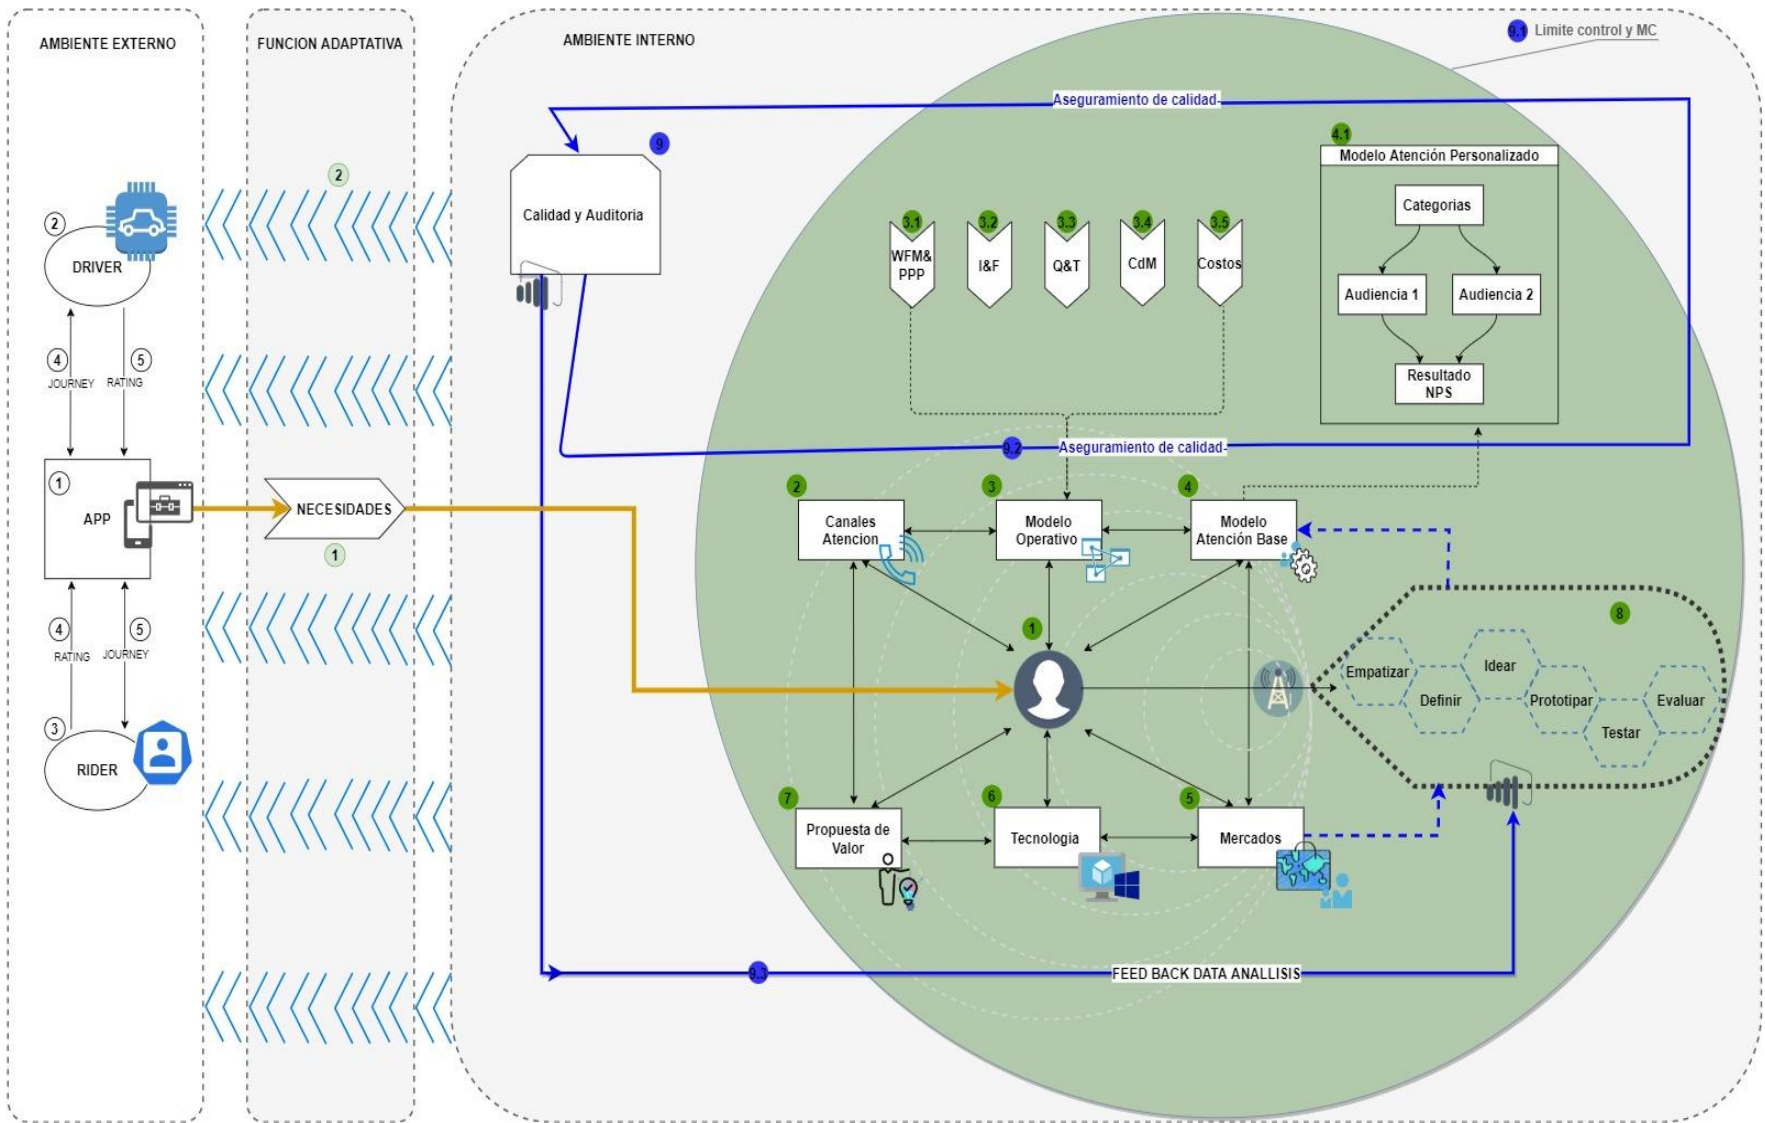 AMBIENTE EXTERNO
FUNCION ADAPTATIVA
AMBIENTE INTERNO
9.1
Limite control y MC
Aseguramiento de calidad-
9
4.1
Modelo Atención Personalizado
2
2
Calidad y Auditoria
Categorias
3.1
3.2
3.3
3.4
3.5
WFM&
PPP
I&F
Q&T
CdM
Costos
DRIVER
Audiencia 1
Audiencia 2
4
5
JOURNEY
RATING
Resultado
NPS
9.2
Aseguramiento de calidad-
1
APP
NECESIDADES
1
2
3
4
Canales
Atencion
Modelo
Operativo
Modelo
Atención Base
8
4
5
RATING
JOURNEY
1
Empatizar
Definir
Idear
Prototipar
Testar
Evaluar
3
RIDER
7
6
5
Propuesta de
Valor
Tecnologia
Mercados
9.3
FEED BACK DATA ANALLISIS